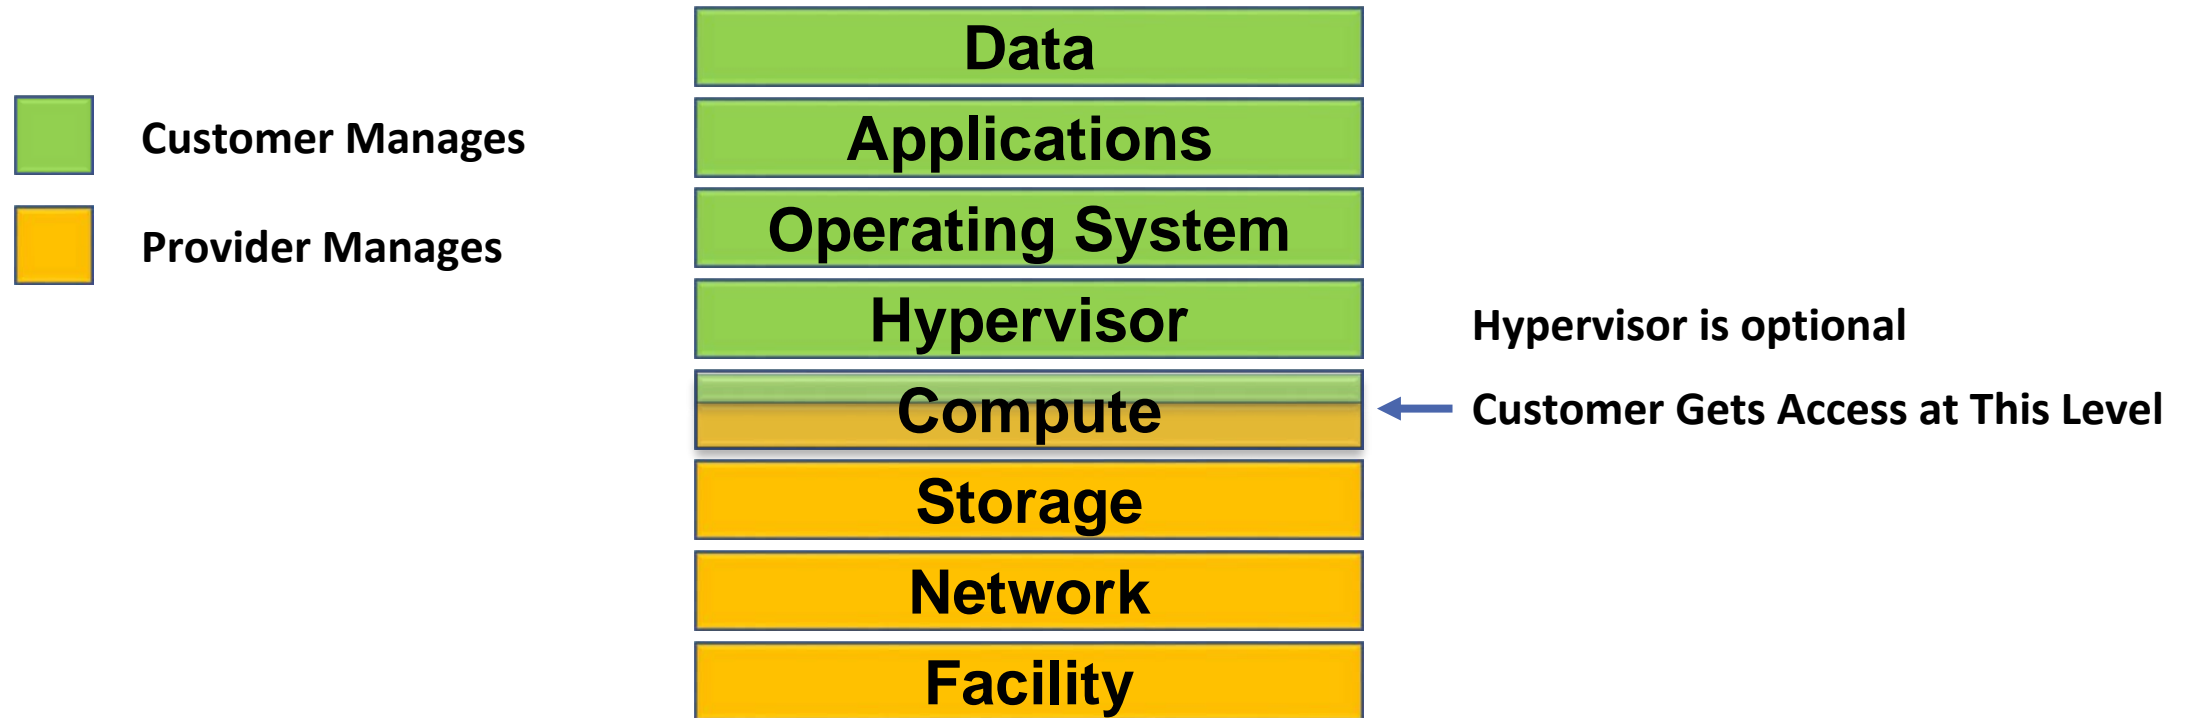 Data
Customer Manages
Applications
Provider Manages
Operating System
Hypervisor
Hypervisor is optional
Compute
Customer Gets Access at This Level
Storage
Network
Facility